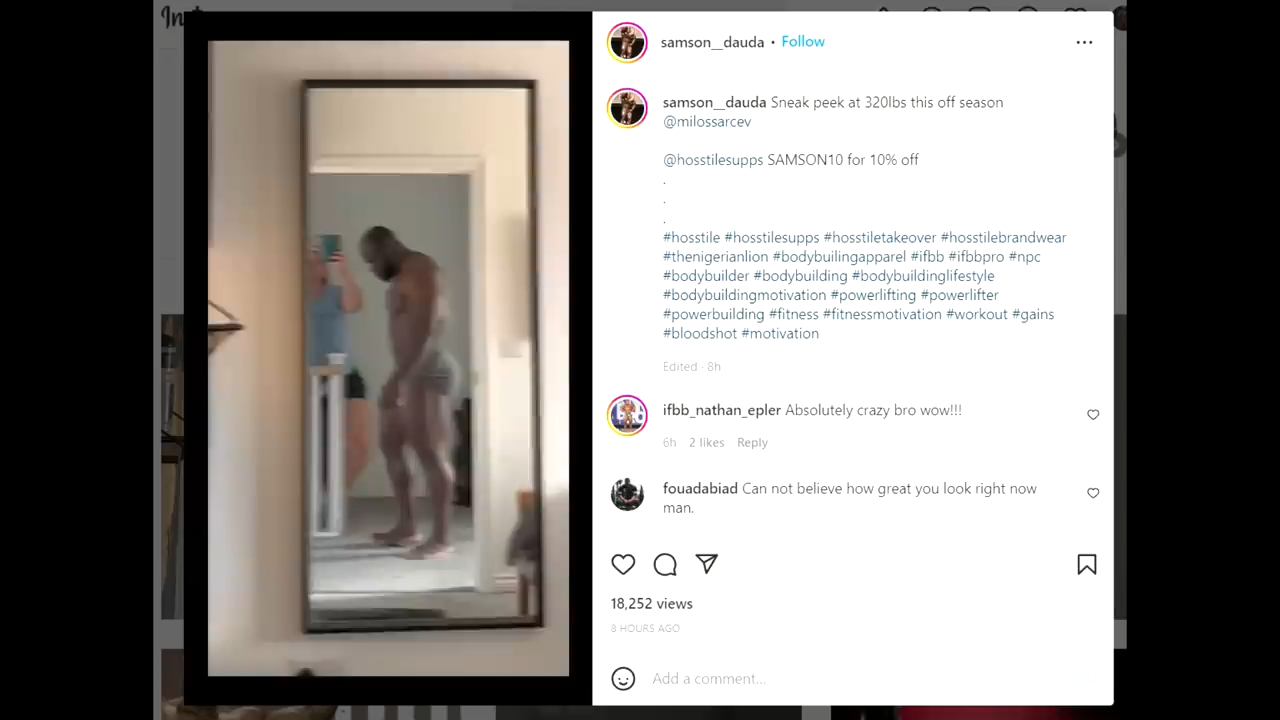 samson__dauda • Follow
samson__dauda Sneak peek at 320lbs this off season
@milossarcev
@hosstilesupps SAMSON10 for 10% off
.
.
.
#hosstile #hosstilesupps #hosstiletakeover #hosstilebrandwear
#thenigerianlion #bodybuilingapparel #ifbb #ifbbpro #npc
#bodybuilder #bodybuilding #bodybuildinglifestyle
#bodybuildingmotivation #powerlifting #powerlifter
#powerbuilding #fitness #fitnessmotivation #workout #gains
#bloodshot #motivation
Edited · 8h
ifbb_nathan_epler Absolutely crazy bro wow!!!
6h 2 likes Reply
fouadabiad Can not believe how great you look right now
man.
18,252 views
8 HOURS AGO
Add a comment...